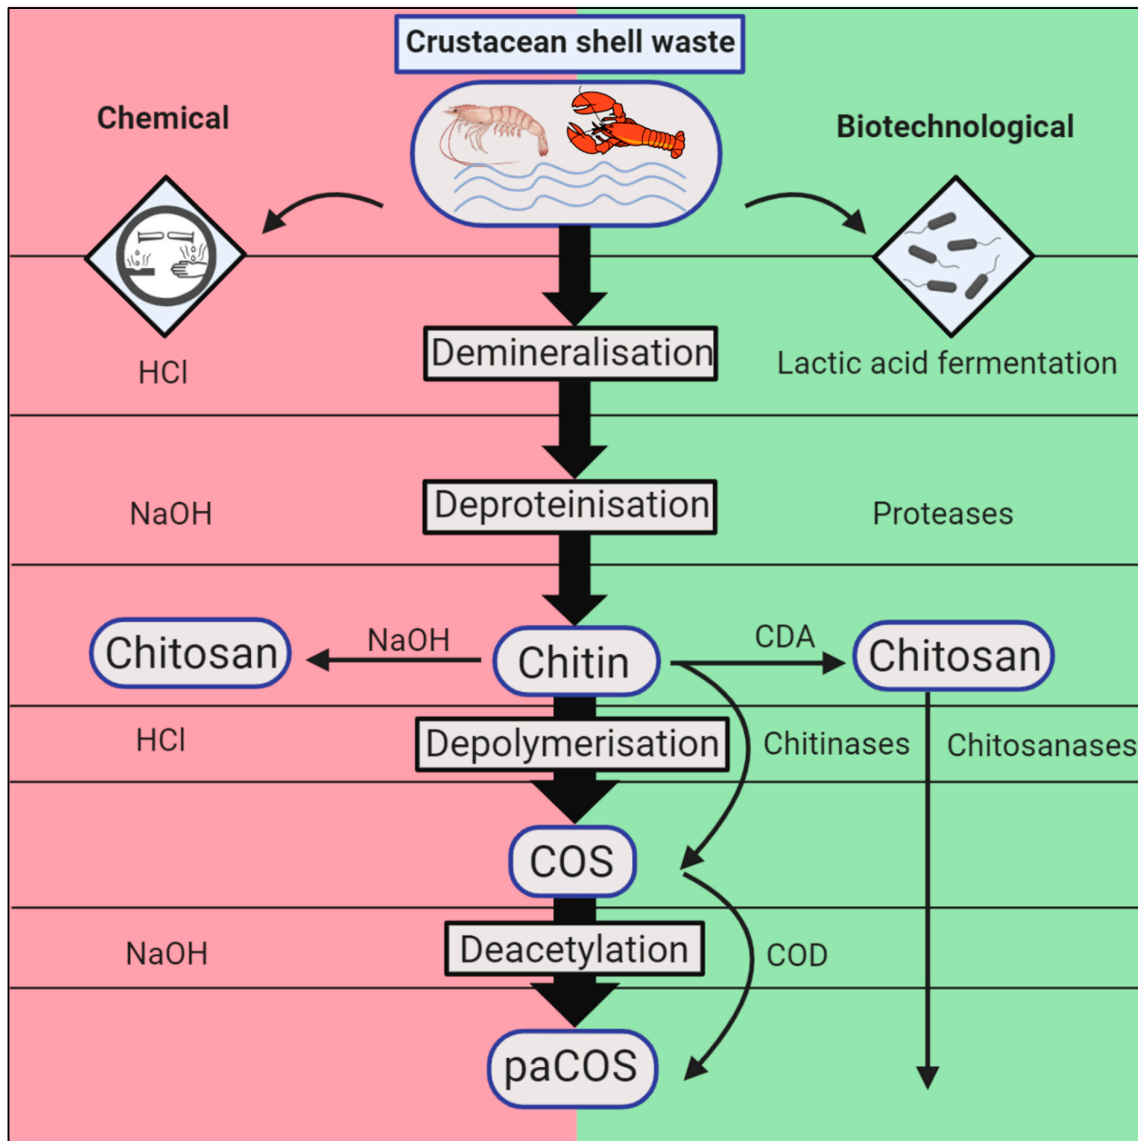 Crustacean shell waste
Chemical
Biotechnological
HCl
Demineralisation
Lactic acid fermentation
NaOH
Deproteinisation
Proteases
Chitosan
NaOH
Chitin
CDA
Chitosan
HCl
Depolymerisation
Chitinases
Chitosanases
COS
NaOH
Deacetylation
COD
paCOS